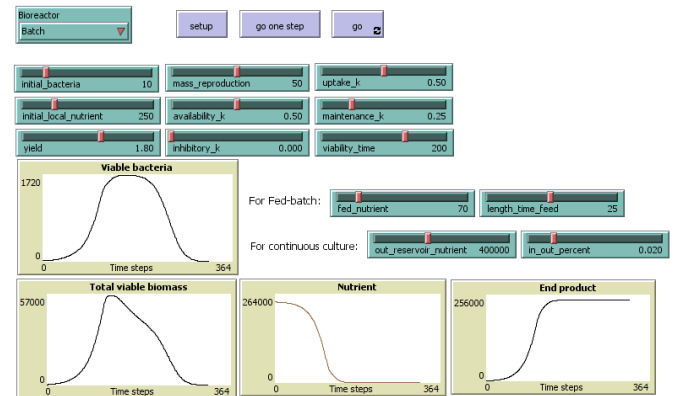 Bioreactor
Batch
setup
go one step
go
initial_bacteria 10
mass_reproduction 50
uptake_k 0.50
initial_local_nutrient 250
availability_k 0.50
maintenance_k 0.25
yield 1.80
inhibitory_k 0.000
viability_time 200
Viable bacteria
1720
0
0 Time steps 364
For Fed-batch:
fed_nutrient 70
length_time_feed 25
For continuous culture:
out_reservoir_nutrient 400000
in_out_percent 0.020
Total viable biomass
57000
0
0 Time steps 364
Nutrient
264000
0
0 Time steps 364
End product
256000
0
0 Time steps 364